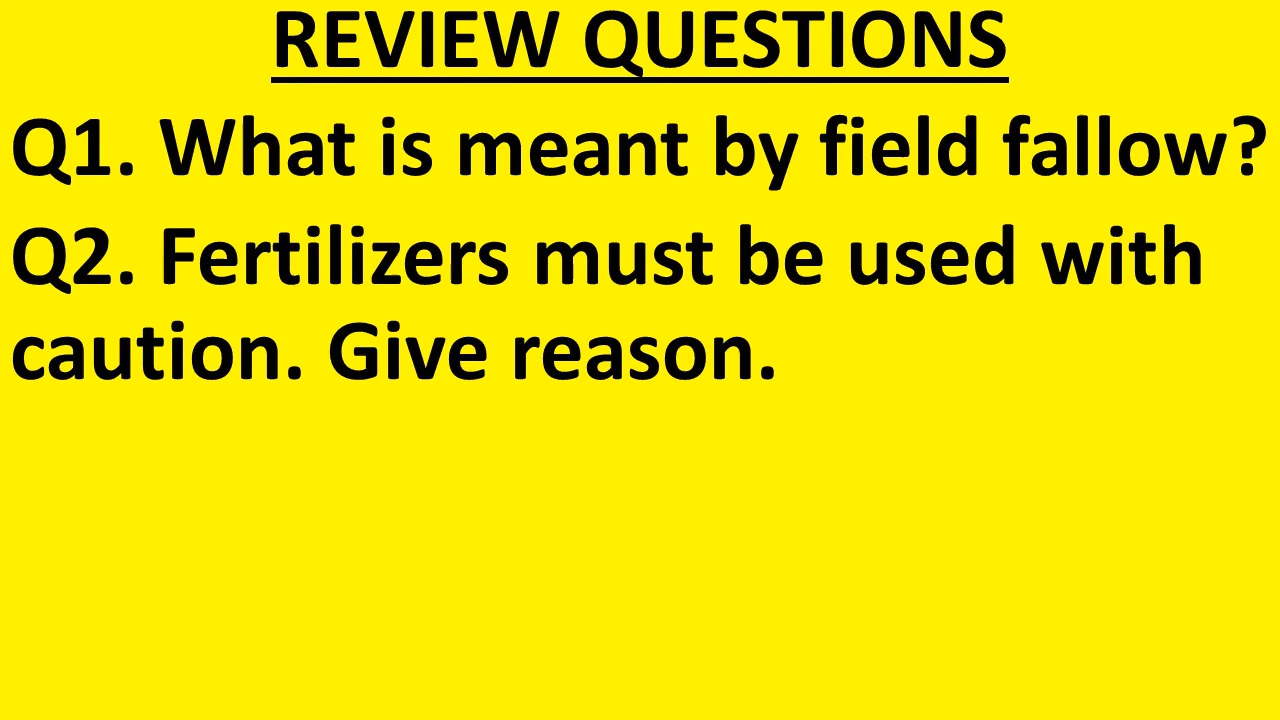 REVIEW QUESTIONS
Q1. What is meant by field fallow?
Q2. Fertilizers must be used with
caution. Give reason.